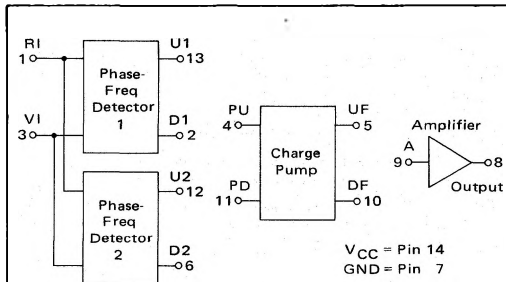 RI
1
U1
13
Phase-
Freq
Detector
1
VI
3
D1
2
U2
12
Phase-
Freq
Detector
2
D2
6
PU
4
UF
5
Charge
Pump
PD
11
DF
10
Amplifier
A
9
8
Output
VCC = Pin 14
GND = Pin 7